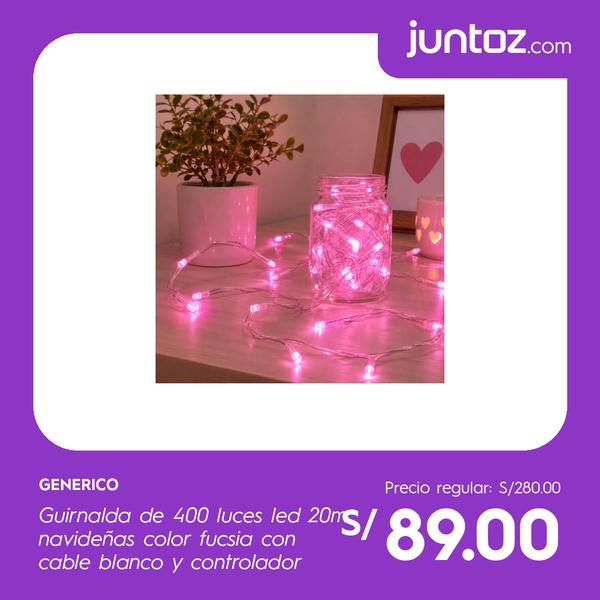 juntoz.com
GENERICO
Precio regular: S/280.00
Guirnalda de 400 luces led 20m
navideñas color fucsia con
cable blanco y controlador
S/ 89.00